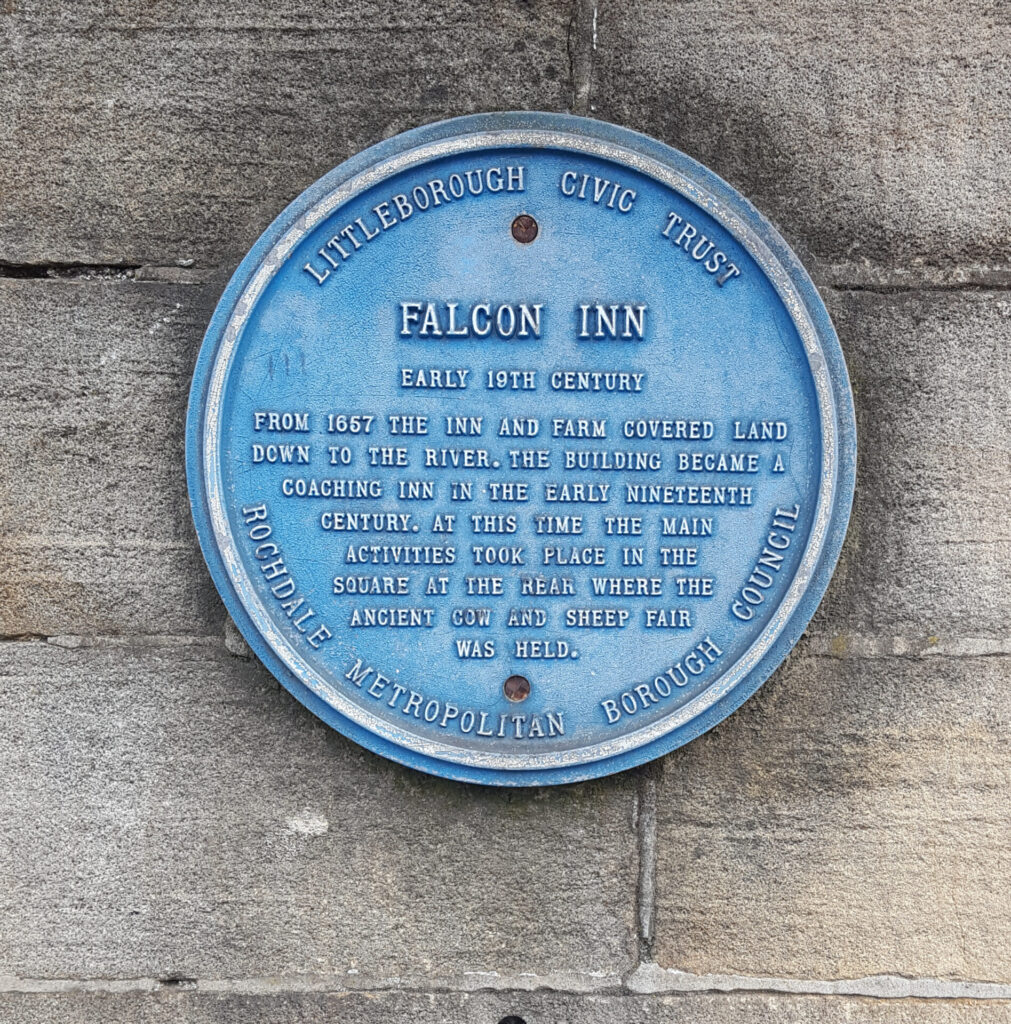 LITTLEBOROUGH CIVIC TRUST
FALCON INN
EARLY 19TH CENTURY
FROM 1657 THE INN AND FARM COVERED LAND
DOWN TO THE RIVER. THE BUILDING BECAME A
COACHING INN IN THE EARLY NINETEENTH
CENTURY. AT THIS TIME THE MAIN
ACTIVITIES TOOK PLACE IN THE
SQUARE AT THE REAR WHERE THE
ANCIENT COW AND SHEEP FAIR
WAS HELD.
ROCHDALE METROPOLITAN BOROUGH COUNCIL